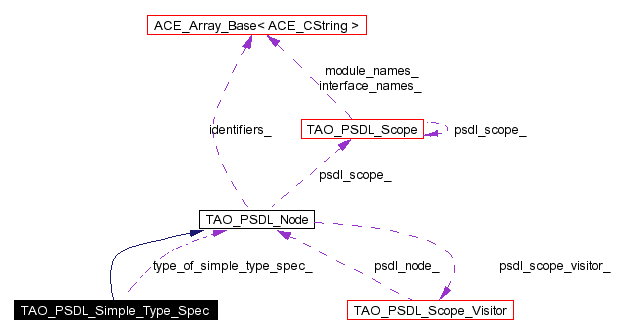 ACE_Array_Base< ACE_CString >
module_names_
interface_names_
identifiers_
TAO_PSDL_Scope
psdl_scope_
psdl_scope_
TAO_PSDL_Node
type_of_simple_type_spec_
psdl_node_
psdl_scope_visitor_
TAO_PSDL_Simple_Type_Spec
TAO_PSDL_Scope_Visitor